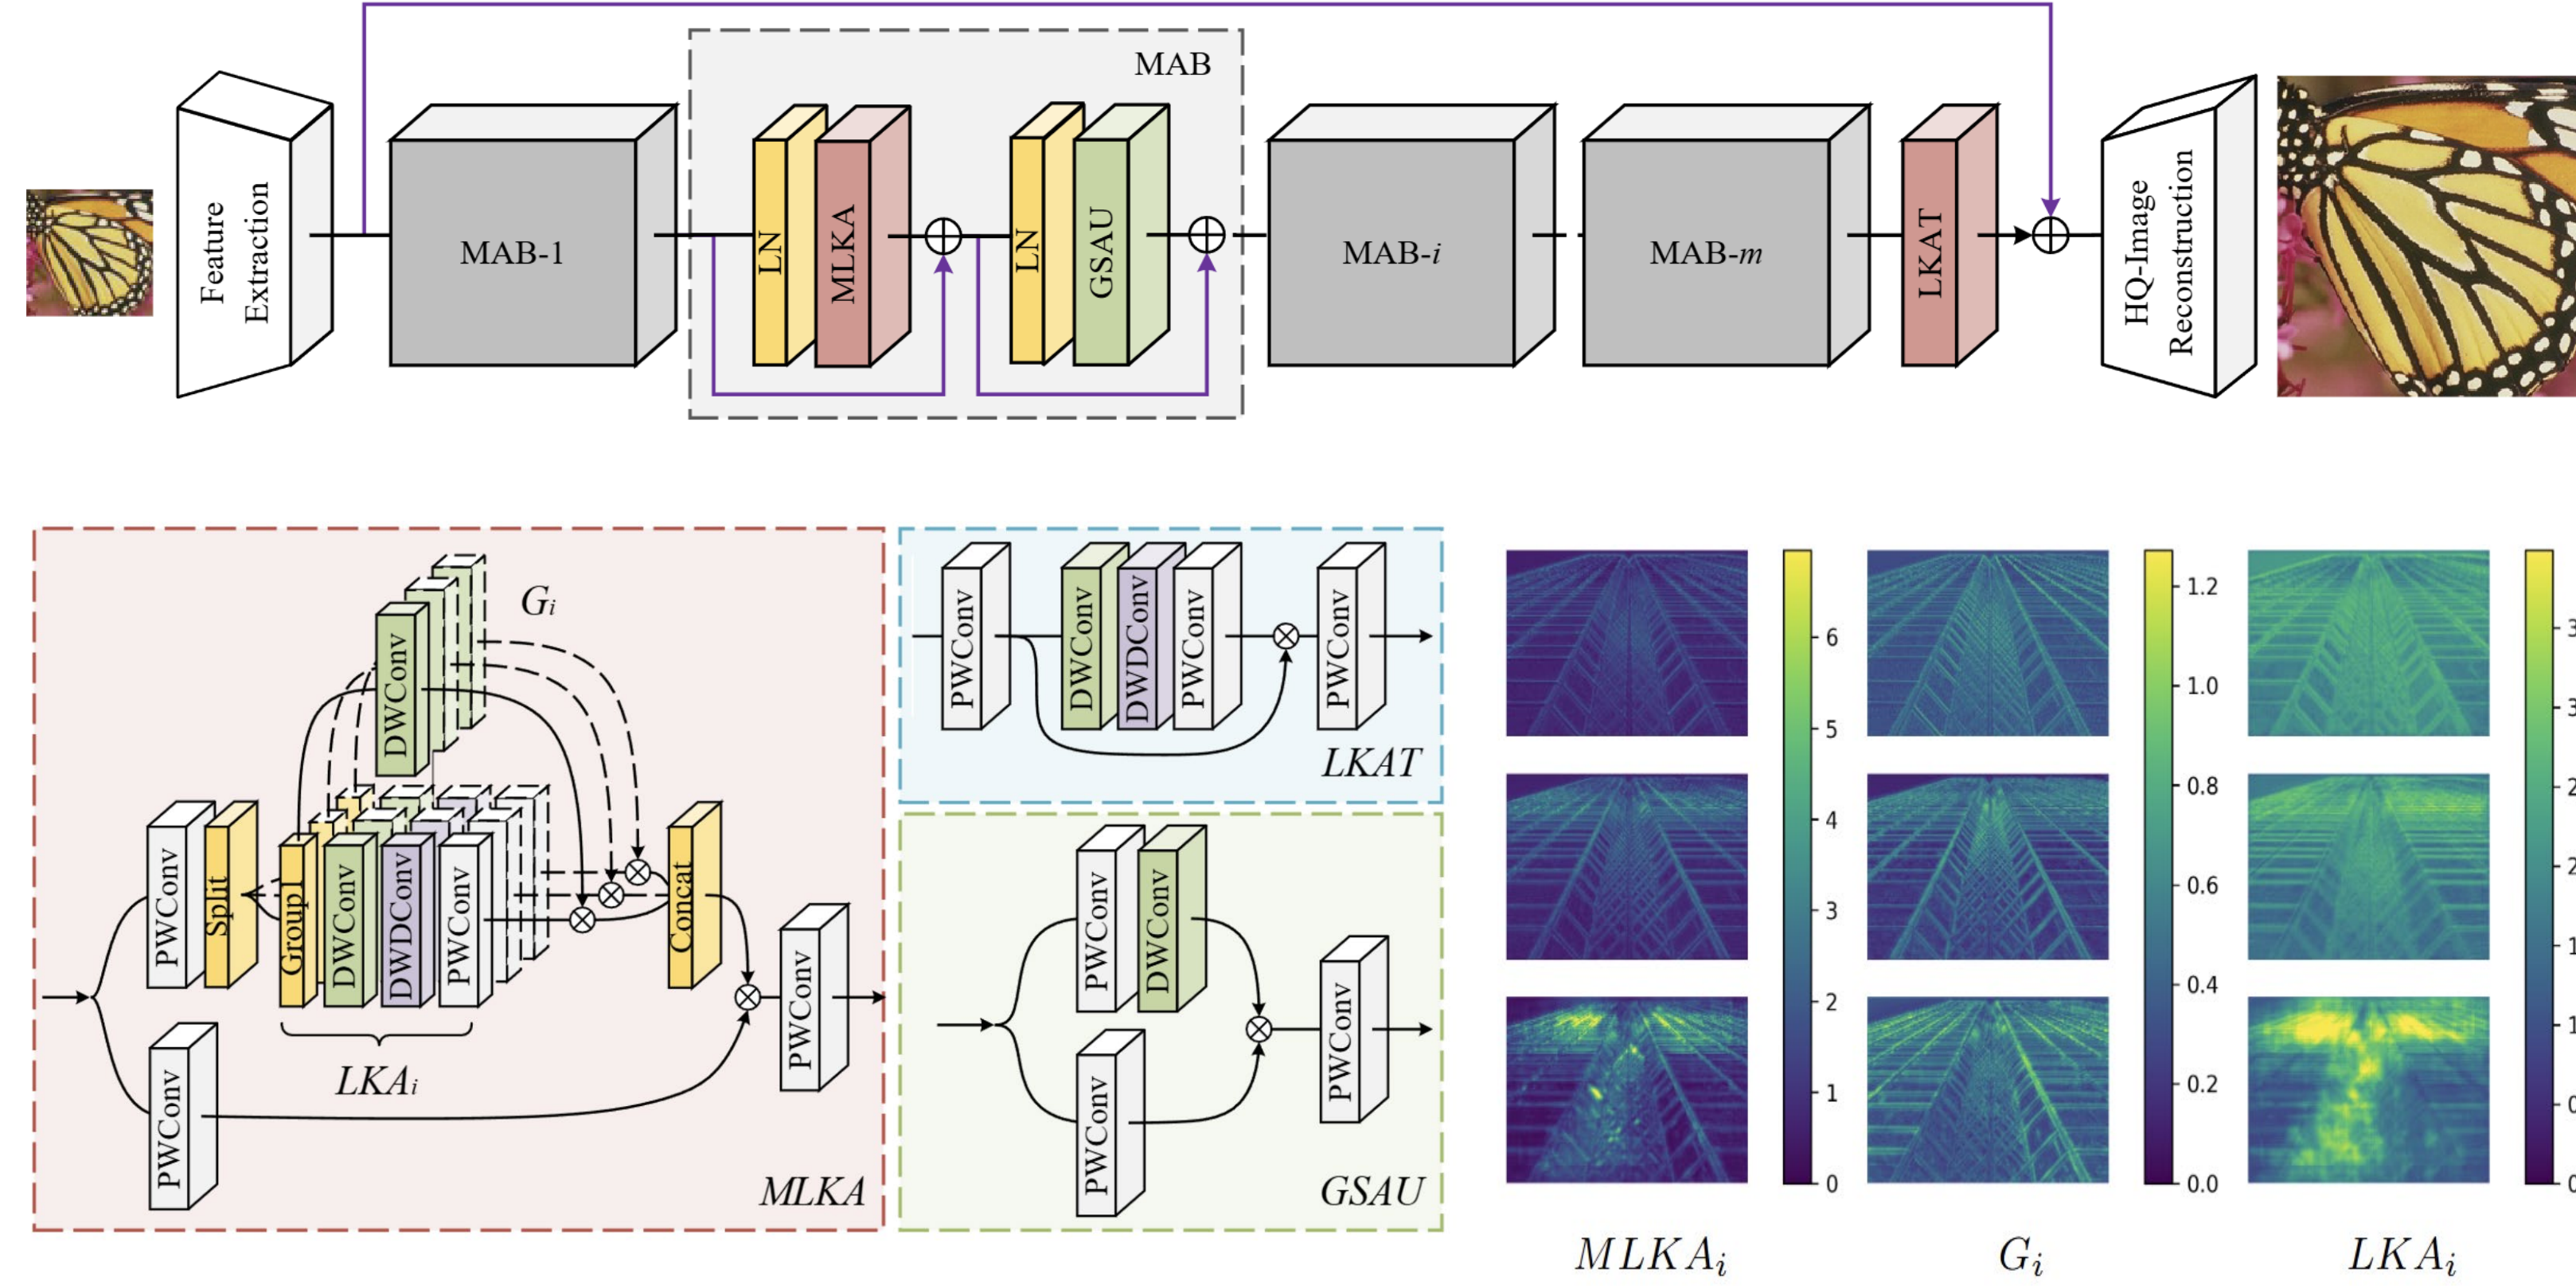 MAB
Feature
Extraction
MAB-1
LN
MLKA
LN
GSAU
MAB-i
MAB-m
LKAT
HQ-Image
Reconstruction
Gi
DWConv
PWConv
Split
Group1
DWConv
DWDConv
PWConv
Concat
PWConv
LKAi
PWConv
MLKA
PWConv
DWConv
DWDConv
PWConv
PWConv
LKAT
PWConv
DWConv
PWConv
PWConv
GSAU
6
5
4
3
2
1
0
1.2
1.0
0.8
0.6
0.4
0.2
0.0
MLKAi
Gi
LKAi